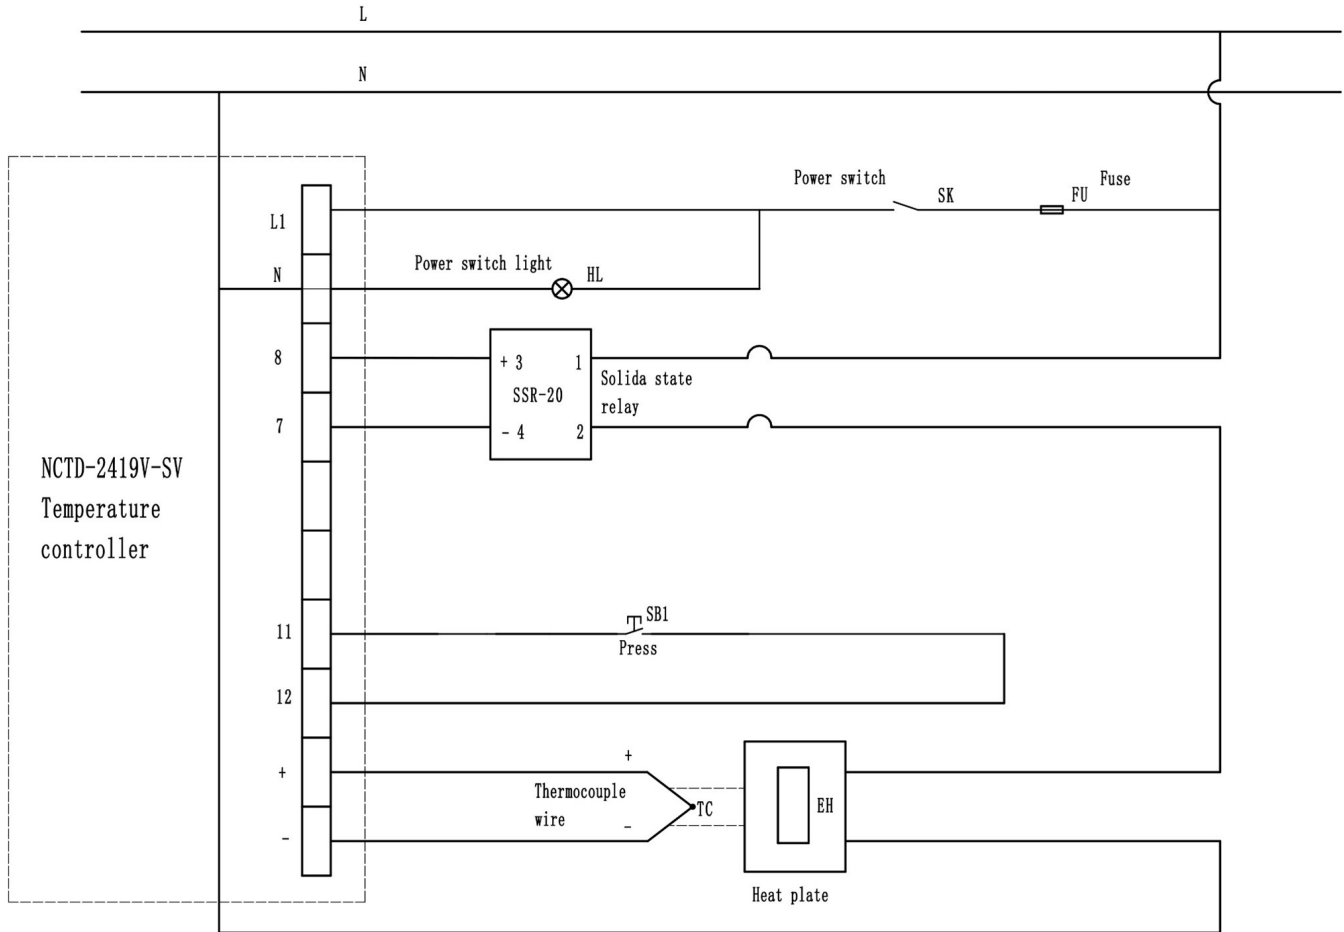 L
N
Power switch
SK
Fuse
FU
L1
N
Power switch light
HL
8
+ 3
1
SSR-20
Solida state
relay
7
- 4
2
NCTD-2419V-SV
Temperature
controller
11
SB1
Press
12
+
+
Thermocouple
wire
TC
EH
-
-
Heat plate